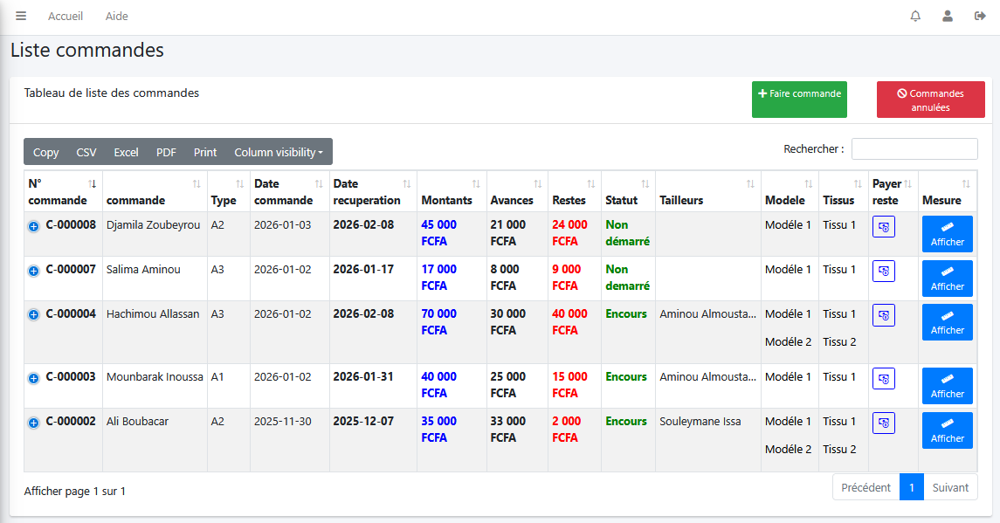 Accueil Aide
Liste commandes
Tableau de liste des commandes
Faire commande
Commandes
annulées
Copy CSV Excel PDF Print Column visibility
Rechercher :
N° commande commande Type Date commande Date recuperation Montants Avances Restes Statut Tailleurs Modele Tissus Payer reste Mesure
C-000008 Djamila Zoubeyrou A2 2026-01-03 2026-02-08 45 000 FCFA 21 000 FCFA 24 000 FCFA Non démarré Modéle 1 Tissu 1 Afficher
C-000007 Salima Aminou A3 2026-01-02 2026-01-17 17 000 FCFA 8 000 FCFA 9 000 FCFA Non demarré Modéle 1 Tissu 1 Afficher
C-000004 Hachimou Allassan A3 2026-01-02 2026-02-08 70 000 FCFA 30 000 FCFA 40 000 FCFA Encours Aminou Almousta... Modéle 1 Tissu 1 Afficher
Modéle 2 Tissu 2
C-000003 Mounbarak Inoussa A1 2026-01-02 2026-01-31 40 000 FCFA 25 000 FCFA 15 000 FCFA Encours Aminou Almousta... Modéle 1 Tissu 1 Afficher
C-000002 Ali Boubacar A2 2025-11-30 2025-12-07 35 000 FCFA 33 000 FCFA 2 000 FCFA Encours Souleymane Issa Modéle 1 Tissu 1 Afficher
Modéle 2 Tissu 2
Afficher page 1 sur 1
Précédent 1 Suivant